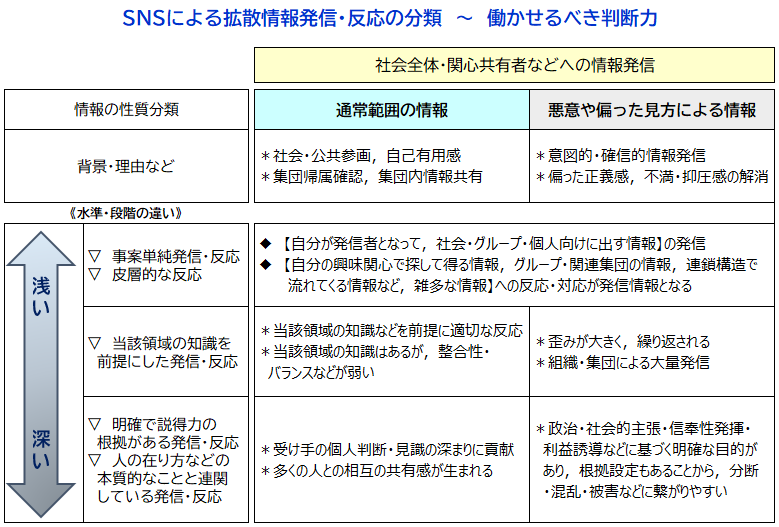 SNSによる拡散情報発信・反応の分類　～　働かせるべき判断力
社会全体・関心共有者などへの情報発信
情報の性質分類
通常範囲の情報
悪意や偏った見方による情報
背景・理由など
＊社会・公共参画，自己有用感
＊集団帰属確認，集団内情報共有
＊意図的・確信的情報発信
＊偏った正義感，不満・抑圧感の解消
《水準・段階の違い》
浅い
深い
▽　事案単純発信・反応
▽　皮層的な反応
◆　【自分が発信者となって，社会・グループ・個人向けに出す情報】の発信
◆　【自分の興味関心で探して得る情報，グループ・関連集団の情報，連鎖構造で
流れてくる情報など，雑多な情報】への反応・対応が発信情報となる
▽　当該領域の知識を
前提にした発信・反応
＊当該領域の知識などを前提に適切な反応
＊当該領域の知識はあるが，整合性・
バランスなどが弱い
＊歪みが大きく，繰り返される
＊組織・集団による大量発信
▽　明確で説得力の
根拠がある発信・反応
▽　人の在り方などの
本質的なことと連関
している発信・反応
＊受け手の個人判断・見識の深まりに貢献
＊多くの人との相互の共有感が生まれる
＊政治・社会的主張・信奉性発揮・
利益誘導などに基づく明確な目的が
あり，根拠設定もあることから，分断
・混乱・被害などに繋がりやすい